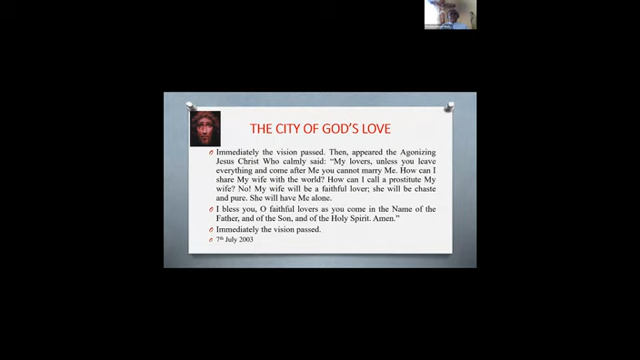 THE CITY OF GOD'S LOVE
Immediately the vision passed. Then, appeared the Agonizing
Jesus Christ Who calmly said: "My lovers, unless you leave
everything and come after Me you cannot marry Me. How can I
share My wife with the world? How can I call a prostitute My
wife? No! My wife will be a faithful lover; she will be chaste
and pure. She will have Me alone.
I bless you, O faithful lovers as you come in the Name of the
Father, and of the Son, and of the Holy Spirit. Amen."
Immediately the vision passed.
7th July 2003